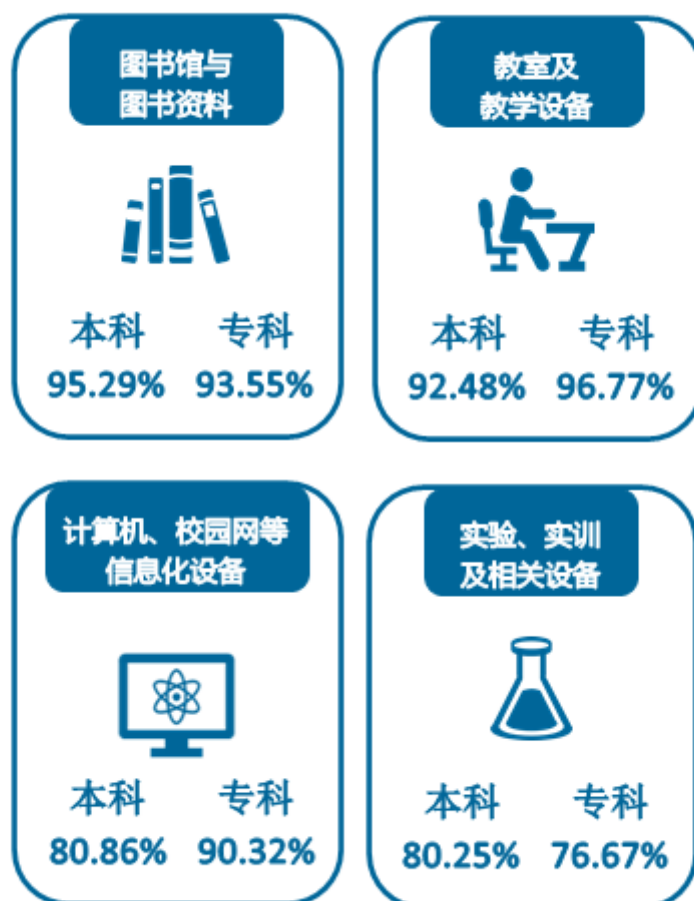 图书馆与
图书资料
本科 专科
95.29% 93.55%
教室及
教学设备
本科 专科
92.48% 96.77%
计算机、校园网等
信息化设备
本科 专科
80.86% 90.32%
实验、实训
及相关设备
本科 专科
80.25% 76.67%